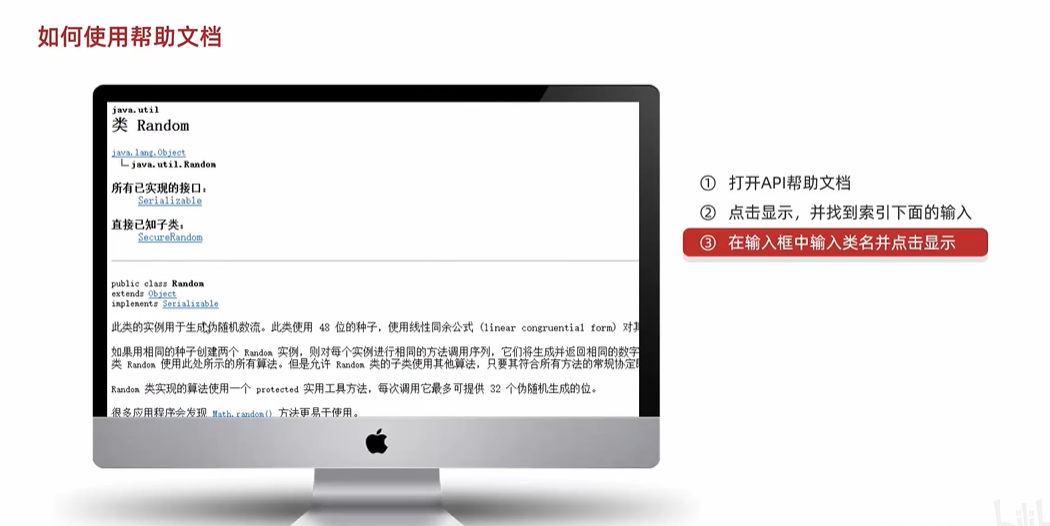 如何使用帮助文档
java.util
类 Random
java.lang.Object
java.util.Random
所有已实现的接口：
Serializable
直接已知子类：
SecureRandom
public class Random
extends Object
implements Serializable
此类的实例用于生成伪随机数流。此类使用 48 位的种子，使用线性同余公式 (linear congruential form) 对其
如果用相同的种子创建两个 Random 实例，则对每个实例进行相同的方法调用序列，它们将生成并返回相同的数字
类 Random 使用此处所示的所有算法。但是允许 Random 类的子类使用其他算法，只要其符合所有方法的常规协定
Random 类实现的算法使用一个 protected 实用工具方法，每次调用它最多可提供 32 个伪随机生成的位。
很多应用程序会发现 Math.random() 方法更易于使用。
① 打开API帮助文档
② 点击显示，并找到索引下面的输入
③ 在输入框中输入类名并点击显示